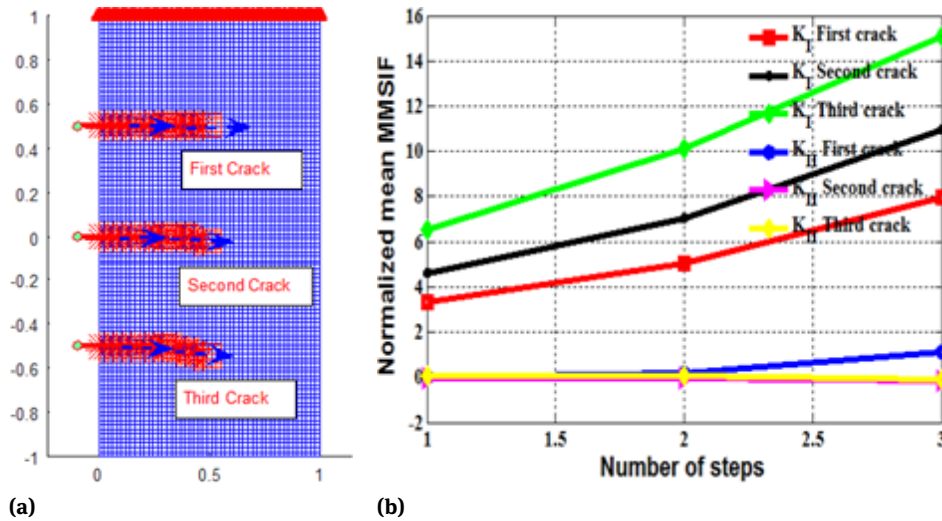 1
0.8
0.6
0.4
0.2
0
-0.2
-0.4
-0.6
-0.8
-1
0
0.5
1
First Crack
Second Crack
Third Crack
(a)
Normalized mean MMSIF
16
14
12
10
8
6
4
2
0
-2
1
1.5
2
2.5
3
Number of steps
K_I First crack
K_I Second crack
K_I Third crack
K_II First crack
K_II Second crack
K_II Third crack
(b)